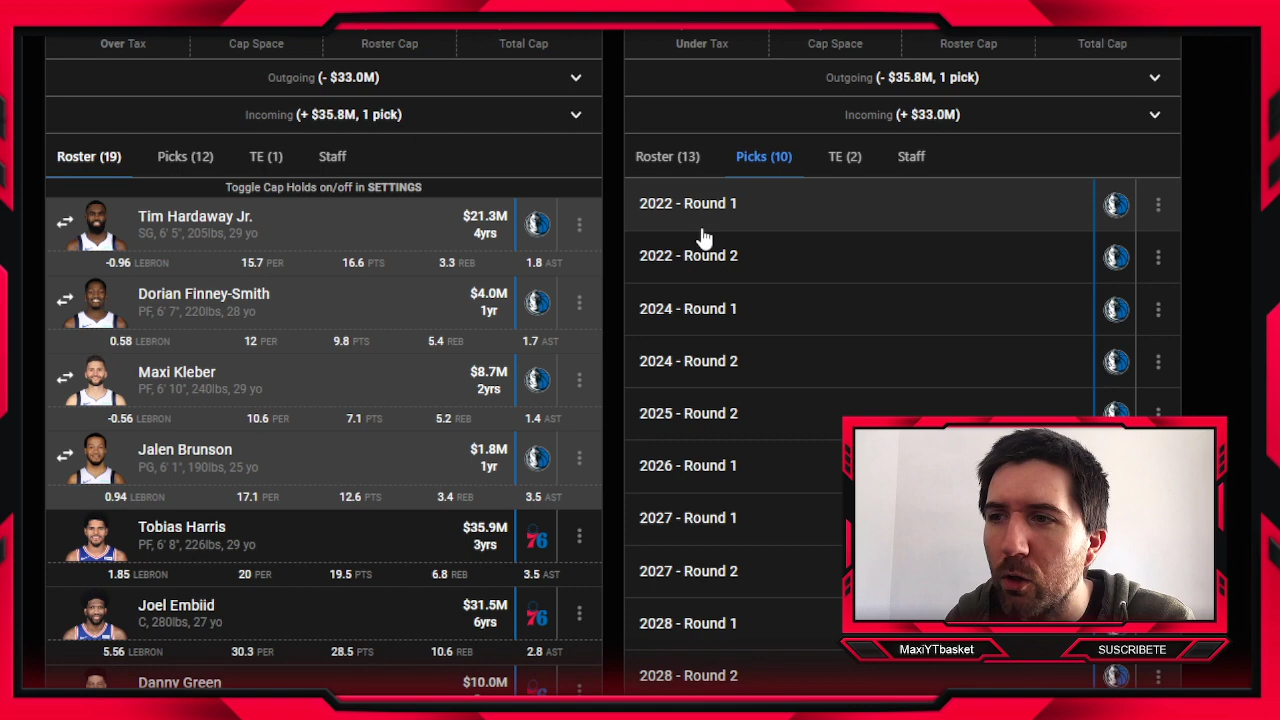 Over Tax Cap Space Roster Cap Total Cap
Outgoing (- $33.0M)
Incoming (+ $35.8M, 1 pick)
Roster (19) Picks (12) TE (1) Staff
Toggle Cap Holds on/off in SETTINGS
Tim Hardaway Jr. $21.3M
SG, 6' 5", 205lbs, 29 yo 4yrs
-0.96 LEBRON 15.7 PER 16.6 PTS 3.3 REB 1.8 AST
Dorian Finney-Smith $4.0M
PF, 6' 7", 220lbs, 28 yo 1yr
0.58 LEBRON 12 PER 9.8 PTS 5.4 REB 1.7 AST
Maxi Kleber $8.7M
PF, 6' 10", 240lbs, 29 yo 2yrs
-0.56 LEBRON 10.6 PER 7.1 PTS 5.2 REB 1.4 AST
Jalen Brunson $1.8M
PG, 6' 1", 190lbs, 25 yo 1yr
0.94 LEBRON 17.1 PER 12.6 PTS 3.4 REB 3.5 AST
Tobias Harris $35.9M
PF, 6' 8", 226lbs, 29 yo 3yrs
76
1.85 LEBRON 20 PER 19.5 PTS 6.8 REB 3.5 AST
Joel Embiid $31.5M
C, 280lbs, 27 yo 6yrs
76
5.56 LEBRON 30.3 PER 28.5 PTS 10.6 REB 2.8 AST
Danny Green $10.0M
Under Tax Cap Space Roster Cap Total Cap
Outgoing (- $35.8M, 1 pick)
Incoming (+ $33.0M)
Roster (13) Picks (10) TE (2) Staff
2022 - Round 1
2022 - Round 2
2024 - Round 1
2024 - Round 2
2025 - Round 2
2026 - Round 1
2027 - Round 1
2027 - Round 2
2028 - Round 1
2028 - Round 2
MaxiYTbasket SUSCRIBETE